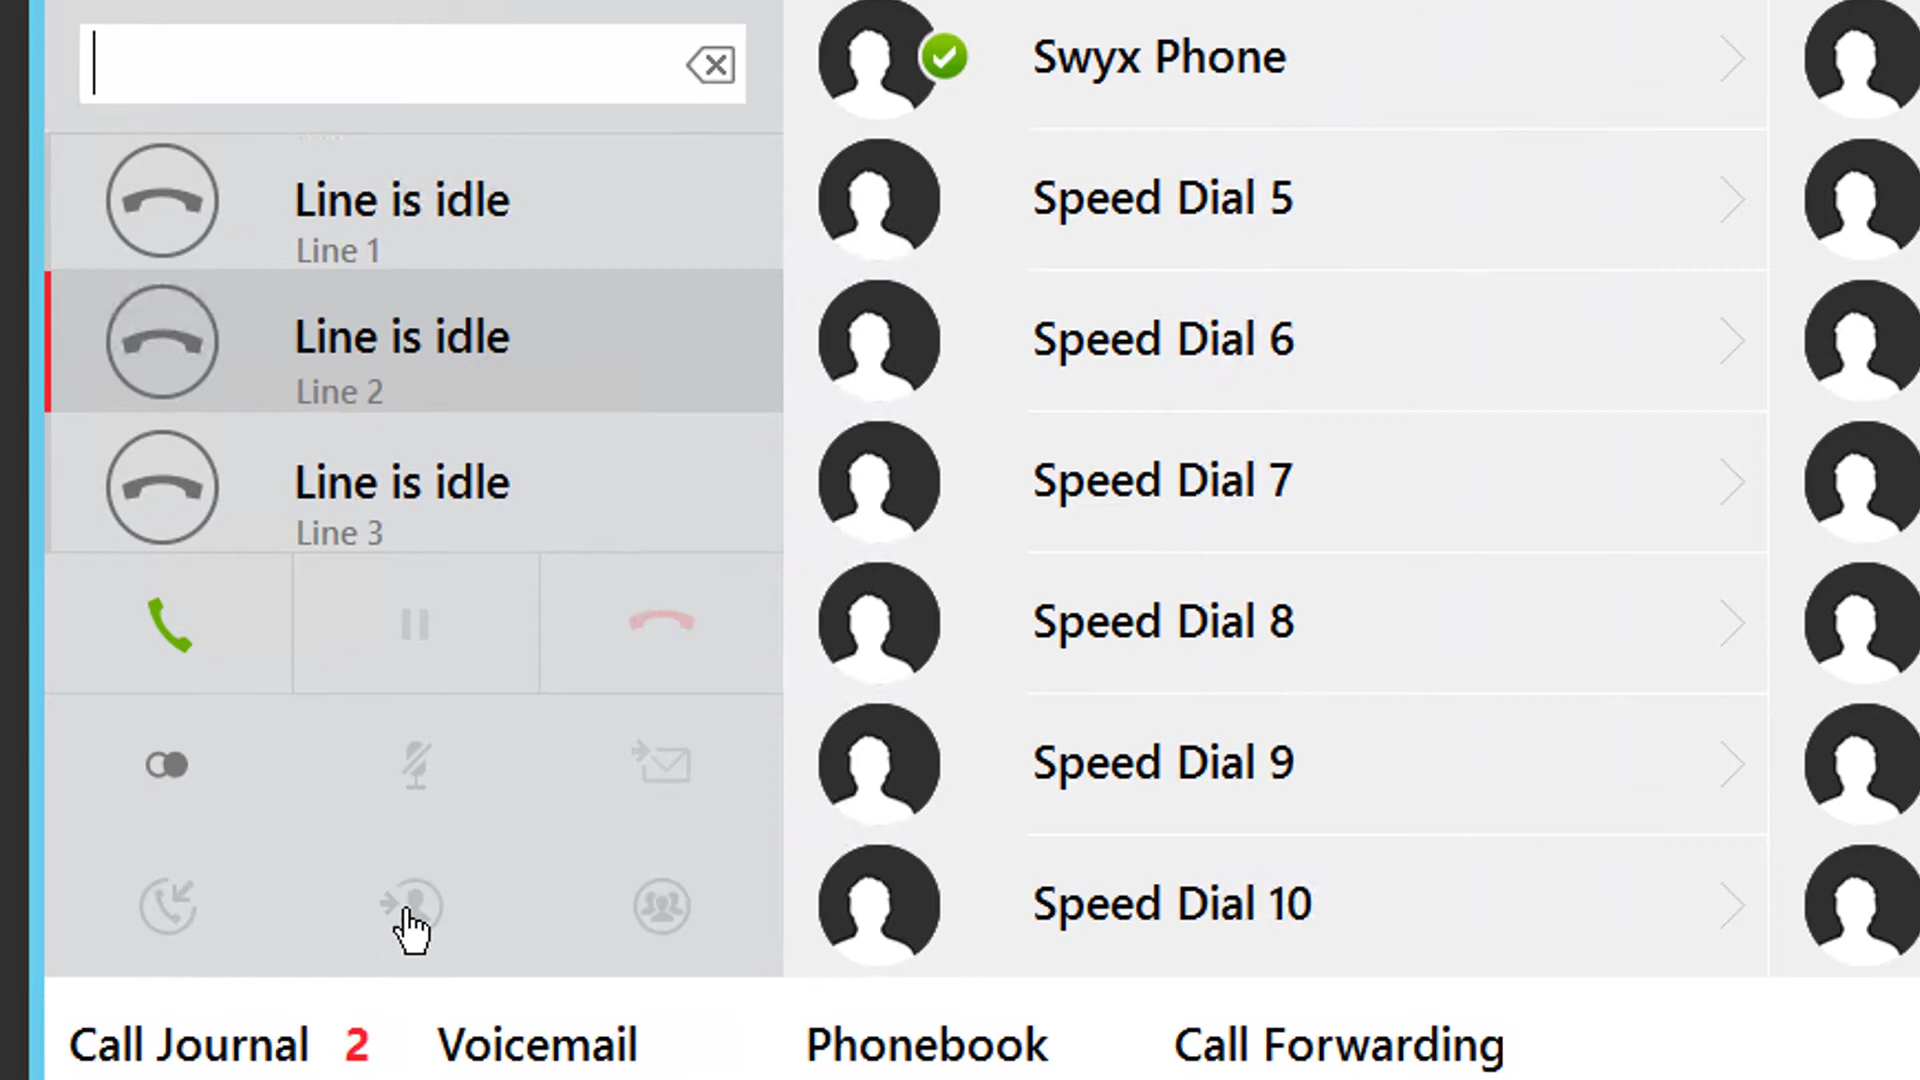 Line is idle
Line 1
Line is idle
Line 2
Line is idle
Line 3
Swyx Phone
Speed Dial 5
Speed Dial 6
Speed Dial 7
Speed Dial 8
Speed Dial 9
Speed Dial 10
Call Journal 2 Voicemail Phonebook Call Forwarding